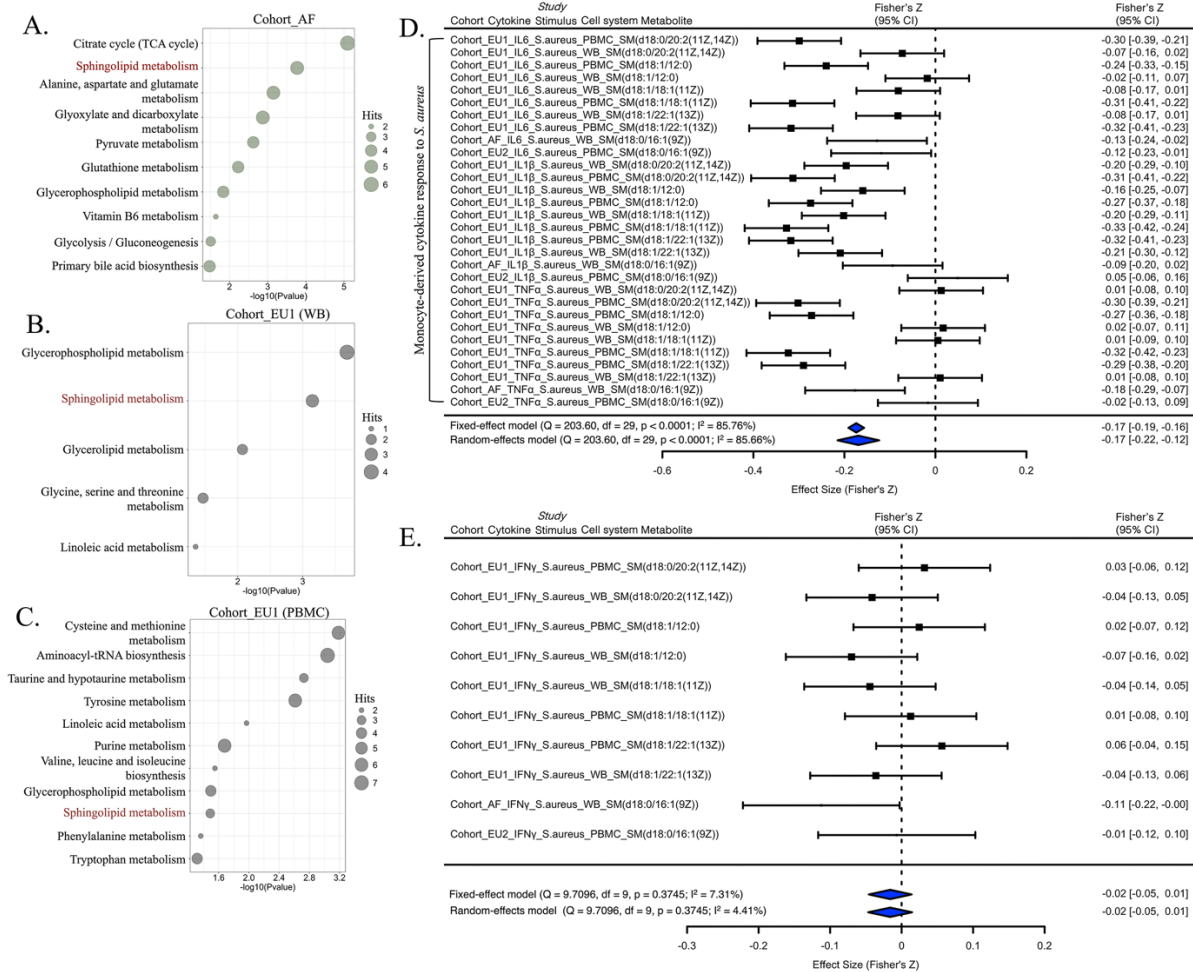 A.
Cohort_AF
Citrate cycle (TCA cycle)
Sphingolipid metabolism
Alanine, aspartate and glutamate
metabolism
Glyoxylate and dicarboxylate
metabolism
Pyruvate metabolism
Glutathione metabolism
Glycerophospholipid metabolism
Vitamin B6 metabolism
Glycolysis / Gluconeogenesis
Primary bile acid biosynthesis
2 3 4 5
-log10(Pvalue)
Hits
2
3
4
5
6
B.
Cohort_EU1 (WB)
Glycerophospholipid metabolism
Sphingolipid metabolism
Glycerolipid metabolism
Glycine, serine and threonine
metabolism
Linoleic acid metabolism
2 3
-log10(Pvalue)
Hits
1
2
3
4
C.
Cohort_EU1 (PBMC)
Cysteine and methionine
metabolism
Aminoacyl-tRNA biosynthesis
Taurine and hypotaurine metabolism
Tyrosine metabolism
Linoleic acid metabolism
Purine metabolism
Valine, leucine and isoleucine
biosynthesis
Glycerophospholipid metabolism
Sphingolipid metabolism
Phenylalanine metabolism
Tryptophan metabolism
1.6 2.0 2.4 2.8 3.2
-log10(Pvalue)
Hits
2
3
4
5
6
7
D.
Study
Cohort Cytokine Stimulus Cell system Metabolite
Fisher's Z
(95% CI)
Fisher's Z
(95% CI)
Monocyte-derived cytokine response to S. aureus
Cohort_EU1_IL6_S.aureus_PBMC_SM(d18:0/20:2(11Z,14Z)) -0.30 [-0.39, -0.21]
Cohort_EU1_IL6_S.aureus_WB_SM(d18:0/20:2(11Z,14Z)) -0.07 [-0.16, 0.02]
Cohort_EU1_IL6_S.aureus_PBMC_SM(d18:1/12:0) -0.24 [-0.33, -0.15]
Cohort_EU1_IL6_S.aureus_WB_SM(d18:1/12:0) -0.02 [-0.11, 0.07]
Cohort_EU1_IL6_S.aureus_WB_SM(d18:1/18:1(11Z)) -0.08 [-0.17, 0.01]
Cohort_EU1_IL6_S.aureus_PBMC_SM(d18:1/18:1(11Z)) -0.31 [-0.41, -0.22]
Cohort_EU1_IL6_S.aureus_WB_SM(d18:1/22:1(13Z)) -0.08 [-0.17, 0.01]
Cohort_EU1_IL6_S.aureus_PBMC_SM(d18:1/22:1(13Z)) -0.32 [-0.41, -0.23]
Cohort_AF_IL6_S.aureus_WB_SM(d18:0/16:1(9Z)) -0.13 [-0.24, -0.02]
Cohort_EU2_IL6_S.aureus_PBMC_SM(d18:0/16:1(9Z)) -0.12 [-0.23, -0.01]
Cohort_EU1_IL1β_S.aureus_WB_SM(d18:0/20:2(11Z,14Z)) -0.20 [-0.29, -0.10]
Cohort_EU1_IL1β_S.aureus_PBMC_SM(d18:0/20:2(11Z,14Z)) -0.31 [-0.41, -0.22]
Cohort_EU1_IL1β_S.aureus_WB_SM(d18:1/12:0) -0.16 [-0.25, -0.07]
Cohort_EU1_IL1β_S.aureus_PBMC_SM(d18:1/12:0) -0.27 [-0.37, -0.18]
Cohort_EU1_IL1β_S.aureus_WB_SM(d18:1/18:1(11Z)) -0.20 [-0.29, -0.11]
Cohort_EU1_IL1β_S.aureus_PBMC_SM(d18:1/18:1(11Z)) -0.33 [-0.42, -0.24]
Cohort_EU1_IL1β_S.aureus_PBMC_SM(d18:1/22:1(13Z)) -0.32 [-0.41, -0.23]
Cohort_EU1_IL1β_S.aureus_WB_SM(d18:1/22:1(13Z)) -0.21 [-0.30, -0.12]
Cohort_AF_IL1β_S.aureus_WB_SM(d18:0/16:1(9Z)) -0.09 [-0.20, 0.02]
Cohort_EU2_IL1β_S.aureus_PBMC_SM(d18:0/16:1(9Z)) 0.05 [-0.06, 0.16]
Cohort_EU1_TNFα_S.aureus_WB_SM(d18:0/20:2(11Z,14Z)) 0.01 [-0.08, 0.10]
Cohort_EU1_TNFα_S.aureus_PBMC_SM(d18:0/20:2(11Z,14Z)) -0.30 [-0.39, -0.21]
Cohort_EU1_TNFα_S.aureus_PBMC_SM(d18:1/12:0) -0.27 [-0.36, -0.18]
Cohort_EU1_TNFα_S.aureus_WB_SM(d18:1/12:0) 0.02 [-0.07, 0.11]
Cohort_EU1_TNFα_S.aureus_WB_SM(d18:1/18:1(11Z)) 0.01 [-0.09, 0.10]
Cohort_EU1_TNFα_S.aureus_PBMC_SM(d18:1/18:1(11Z)) -0.32 [-0.42, -0.23]
Cohort_EU1_TNFα_S.aureus_PBMC_SM(d18:1/22:1(13Z)) -0.29 [-0.38, -0.20]
Cohort_EU1_TNFα_S.aureus_WB_SM(d18:1/22:1(13Z)) 0.01 [-0.08, 0.10]
Cohort_AF_TNFα_S.aureus_WB_SM(d18:0/16:1(9Z)) -0.18 [-0.29, -0.07]
Cohort_EU2_TNFα_S.aureus_PBMC_SM(d18:0/16:1(9Z)) -0.02 [-0.13, 0.09]
Fixed-effect model (Q = 203.60, df = 29, p < 0.0001; I² = 85.76%) -0.17 [-0.19, -0.16]
Random-effects model (Q = 203.60, df = 29, p < 0.0001; I² = 85.66%) -0.17 [-0.22, -0.12]
-0.6 -0.4 -0.2 0 0.2
Effect Size (Fisher's Z)
E.
Study
Cohort Cytokine Stimulus Cell system Metabolite
Fisher's Z
(95% CI)
Fisher's Z
(95% CI)
Cohort_EU1_IFNγ_S.aureus_PBMC_SM(d18:0/20:2(11Z,14Z)) 0.03 [-0.06, 0.12]
Cohort_EU1_IFNγ_S.aureus_WB_SM(d18:0/20:2(11Z,14Z)) -0.04 [-0.13, 0.05]
Cohort_EU1_IFNγ_S.aureus_PBMC_SM(d18:1/12:0) 0.02 [-0.07, 0.12]
Cohort_EU1_IFNγ_S.aureus_WB_SM(d18:1/12:0) -0.07 [-0.16, 0.02]
Cohort_EU1_IFNγ_S.aureus_WB_SM(d18:1/18:1(11Z)) -0.04 [-0.14, 0.05]
Cohort_EU1_IFNγ_S.aureus_PBMC_SM(d18:1/18:1(11Z)) 0.01 [-0.08, 0.10]
Cohort_EU1_IFNγ_S.aureus_PBMC_SM(d18:1/22:1(13Z)) 0.06 [-0.04, 0.15]
Cohort_EU1_IFNγ_S.aureus_WB_SM(d18:1/22:1(13Z)) -0.04 [-0.13, 0.06]
Cohort_AF_IFNγ_S.aureus_WB_SM(d18:0/16:1(9Z)) -0.11 [-0.22, -0.00]
Cohort_EU2_IFNγ_S.aureus_PBMC_SM(d18:0/16:1(9Z)) -0.01 [-0.12, 0.10]
Fixed-effect model (Q = 9.7096, df = 9, p = 0.3745; I² = 7.31%) -0.02 [-0.05, 0.01]
Random-effects model (Q = 9.7096, df = 9, p = 0.3745; I² = 4.41%) -0.02 [-0.05, 0.01]
-0.3 -0.2 -0.1 0 0.1 0.2
Effect Size (Fisher's Z)